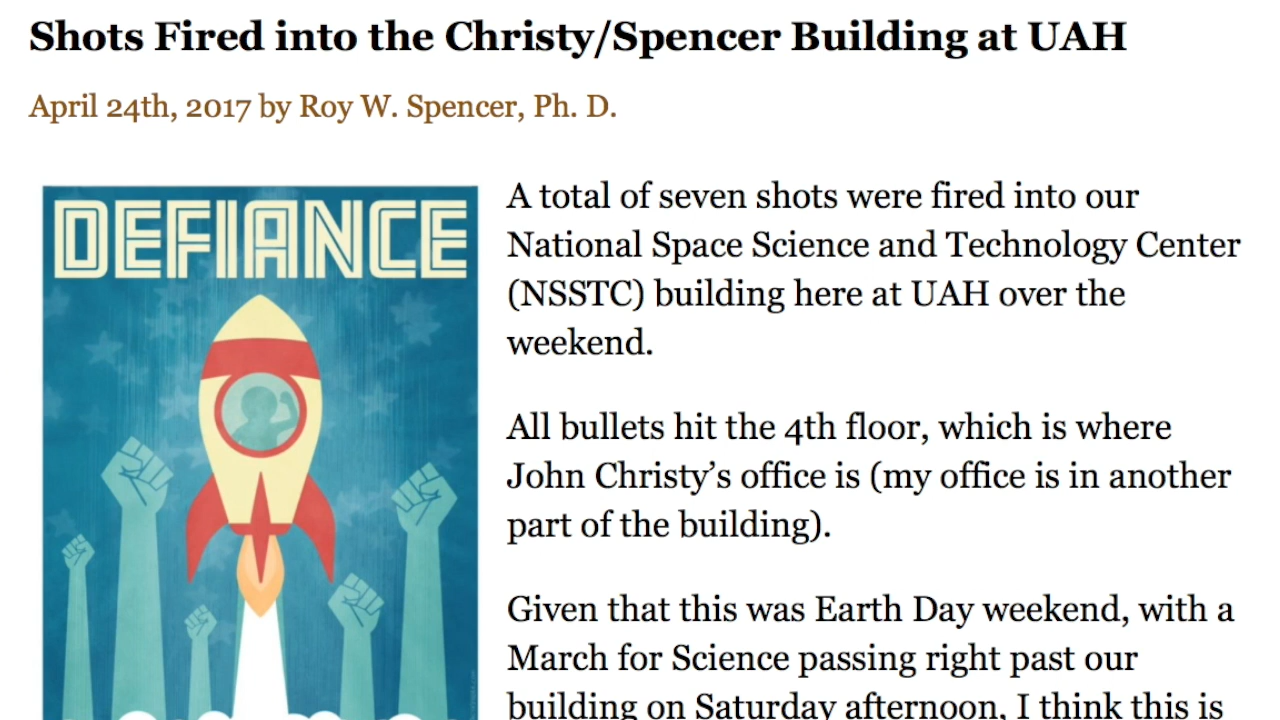 Shots Fired into the Christy/Spencer Building at UAH
April 24th, 2017 by Roy W. Spencer, Ph. D.
DEFIANCE
A total of seven shots were fired into our
National Space Science and Technology Center
(NSSTC) building here at UAH over the
weekend.
All bullets hit the 4th floor, which is where
John Christy’s office is (my office is in another
part of the building).
Given that this was Earth Day weekend, with a
March for Science passing right past our
building on Saturday afternoon, I think this is